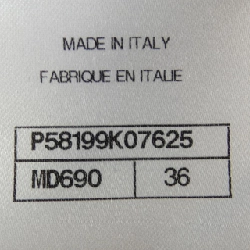 MADE IN ITALY
FABRIQUE EN ITALIE
P58199K07625
MD690 36